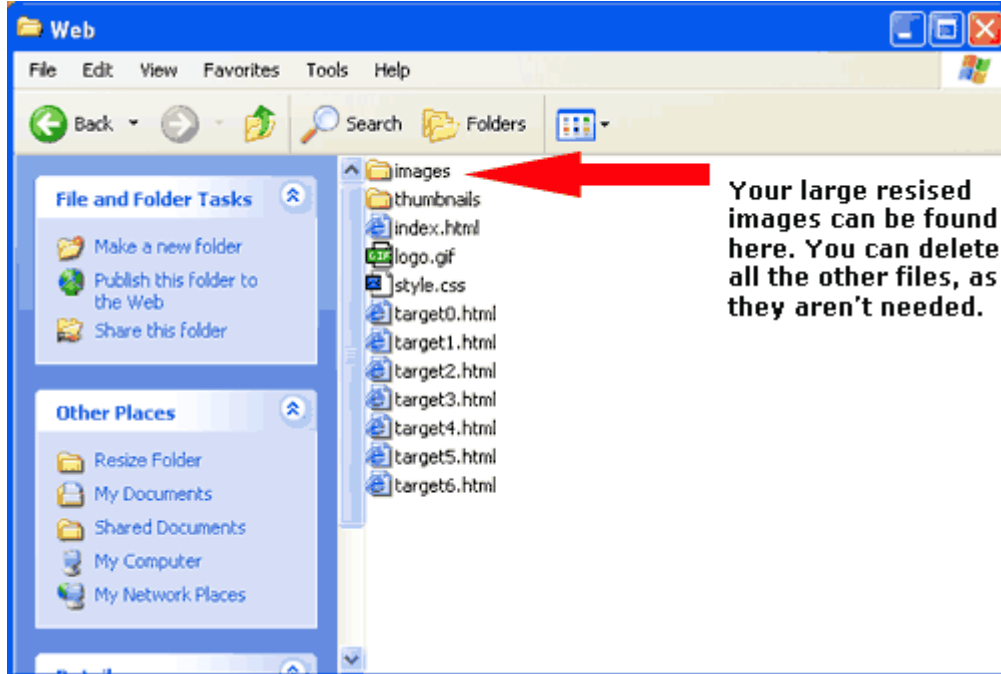 Web
File Edit View Favorites Tools Help
Back Search Folders
File and Folder Tasks
Make a new folder
Publish this folder to
the Web
Share this folder
Other Places
Resize Folder
My Documents
Shared Documents
My Computer
My Network Places
images
thumbnails
index.html
GIF logo.gif
style.css
target0.html
target1.html
target2.html
target3.html
target4.html
target5.html
target6.html
Your large resised
images can be found
here. You can delete
all the other files, as
they aren't needed.